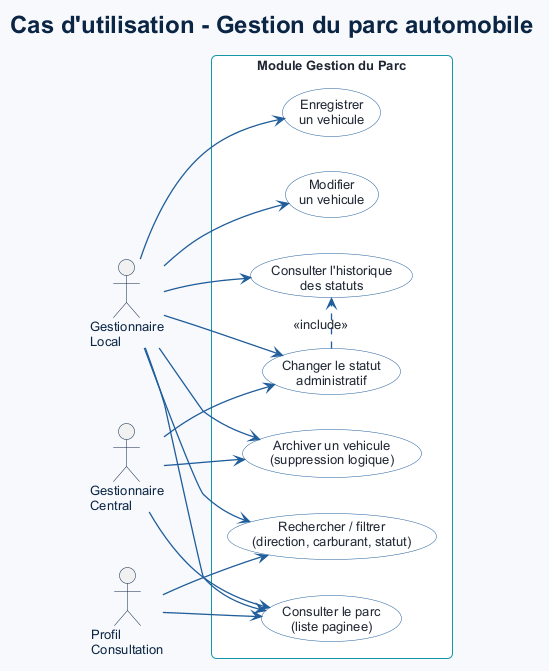 Cas d'utilisation - Gestion du parc automobile
Module Gestion du Parc
Enregistrer
un vehicule
Modifier
un vehicule
Consulter l'historique
des statuts
«include»
Gestionnaire
Local
Changer le statut
administratif
Archiver un vehicule
(suppression logique)
Gestionnaire
Central
Rechercher / filtrer
(direction, carburant, statut)
Consulter le parc
(liste paginee)
Profil
Consultation